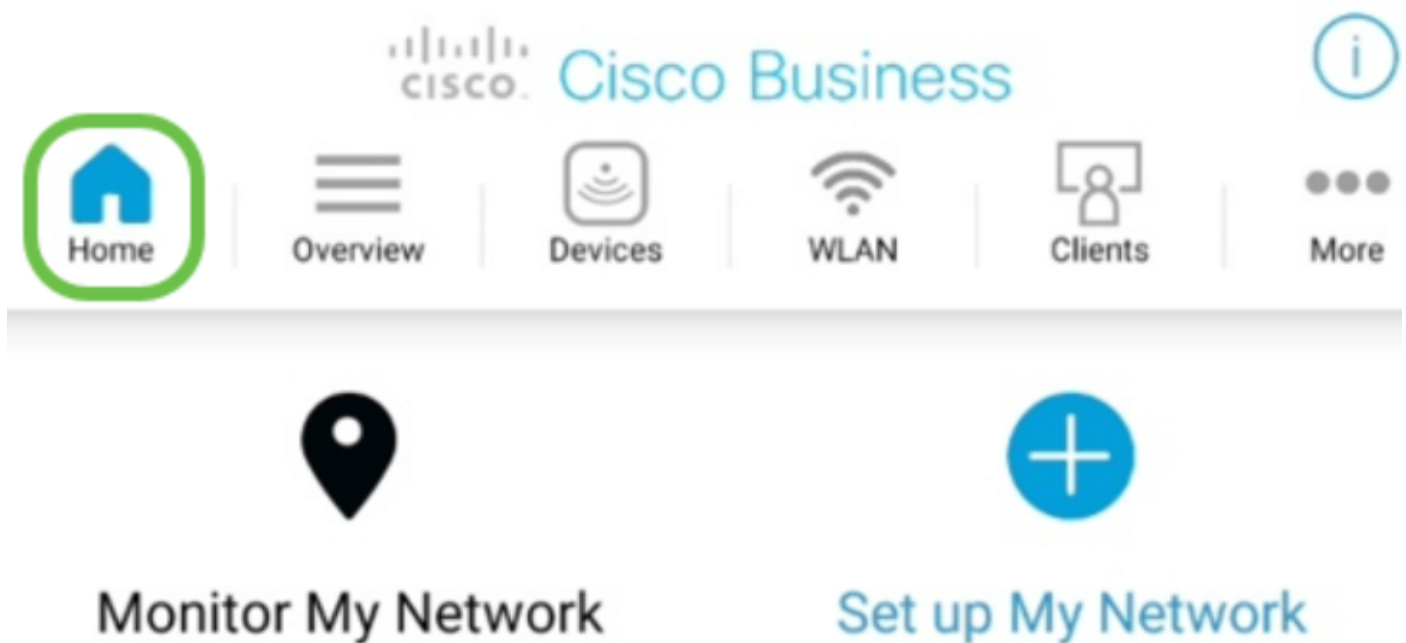 CISCO. Cisco Business i
Home Overview Devices WLAN Clients More
Monitor My Network Set up My Network